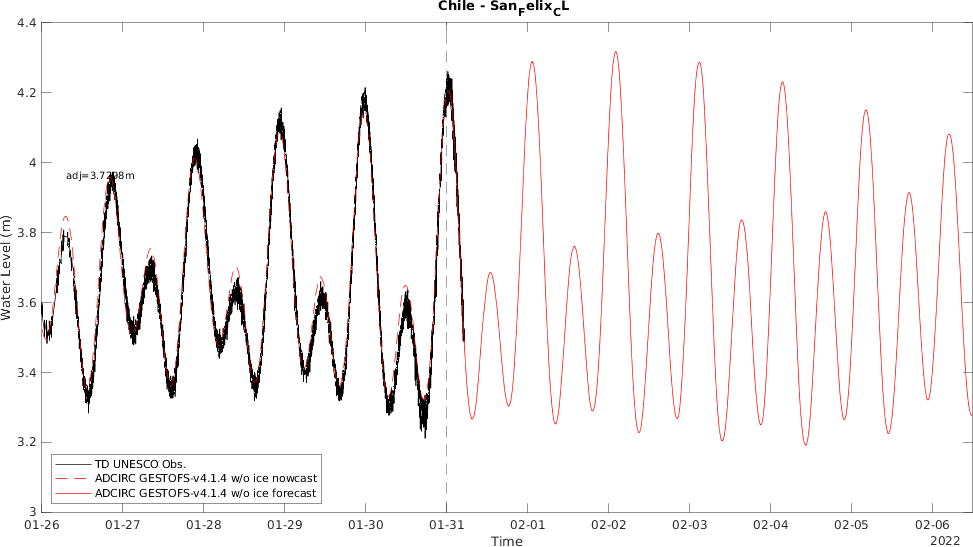 Chile - SanFelixCL
4.4
4.2
4
3.8
3.6
3.4
3.2
3
Water Level (m)
adj=3.7298m
TD UNESCO Obs.
ADCIRC GESTOFS-v4.1.4 w/o ice nowcast
ADCIRC GESTOFS-v4.1.4 w/o ice forecast
01-26 01-27 01-28 01-29 01-30 01-31 02-01 02-02 02-03 02-04 02-05 02-06
Time
2022